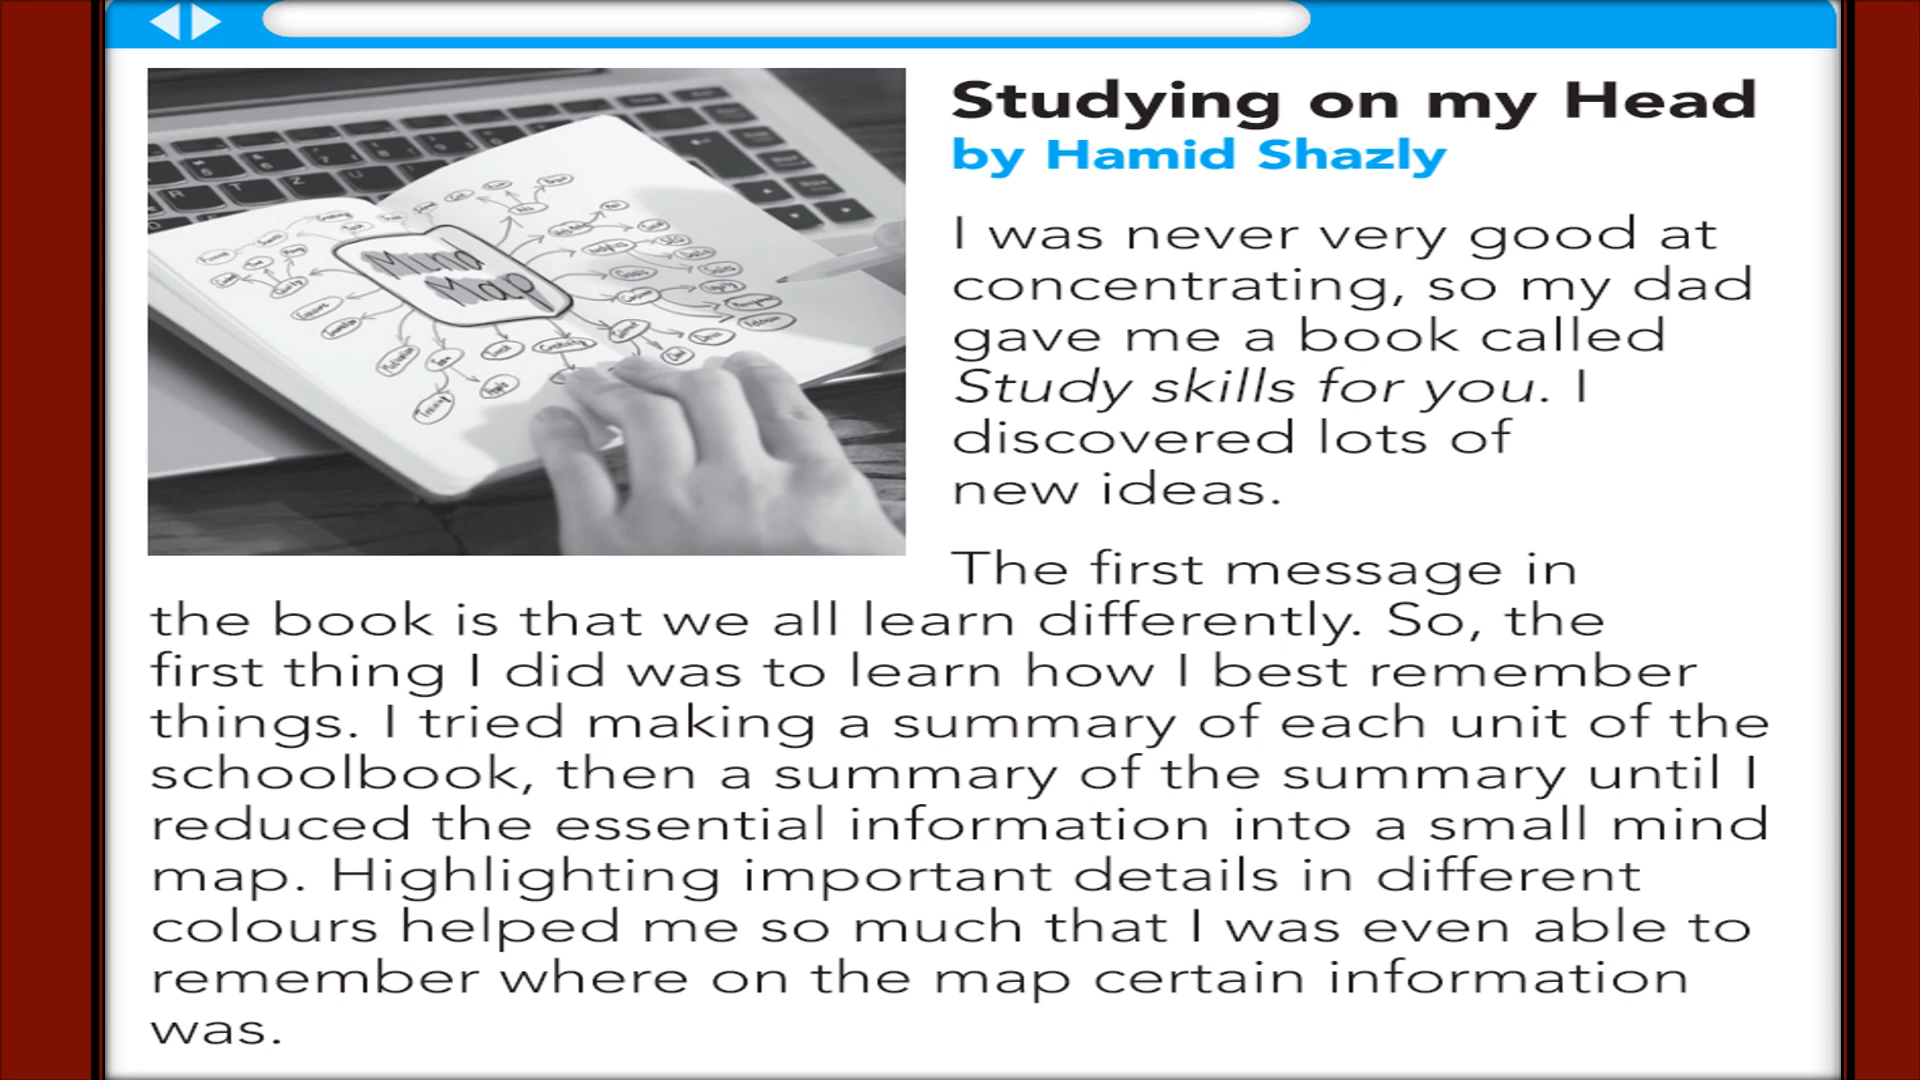 Studying on my Head
by Hamid Shazly
I was never very good at
concentrating, so my dad
gave me a book called
Study skills for you. I
discovered lots of
new ideas.
The first message in
the book is that we all learn differently. So, the
first thing I did was to learn how I best remember
things. I tried making a summary of each unit of the
schoolbook, then a summary of the summary until I
reduced the essential information into a small mind
map. Highlighting important details in different
colours helped me so much that I was even able to
remember where on the map certain information
was.
Mind
Map